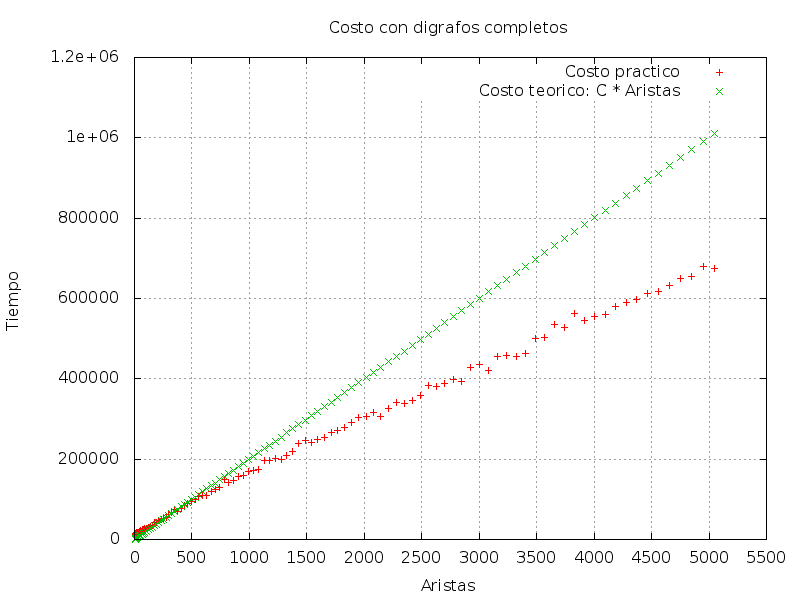 Costo con digrafos completos
Costo practico
Costo teorico: C * Aristas
1.2e+06
1e+06
800000
600000
400000
200000
0
Tiempo
0 500 1000 1500 2000 2500 3000 3500 4000 4500 5000 5500
Aristas